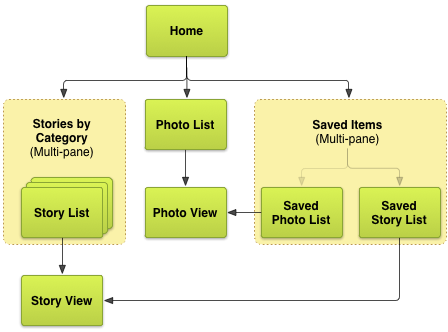 Home
Stories by
Category
(Multi-pane)
Photo List
Saved Items
(Multi-pane)
Story List
Photo View
Saved
Photo List
Saved
Story List
Story View